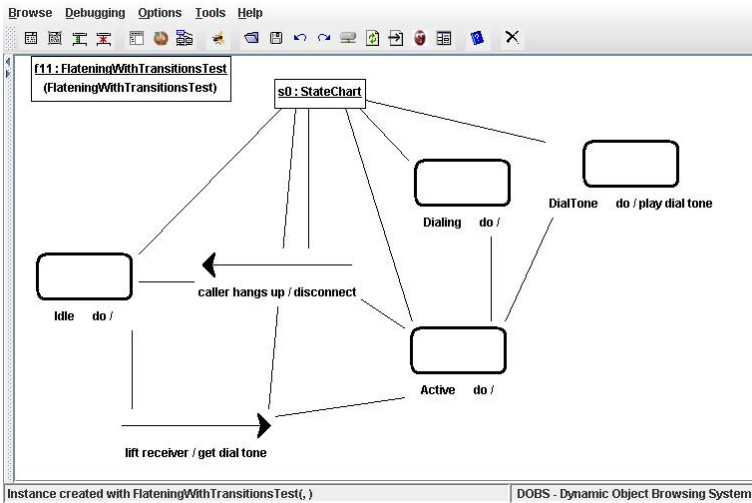 Browse Debugging Options Tools Help
f11 : FlateningWithTransitionsTest
(FlateningWithTransitionsTest)
s0 : StateChart
Dialing do /
DialTone do / play dial tone
caller hangs up / disconnect
Idle do /
Active do /
lift receiver / get dial tone
Instance created with FlateningWithTransitionsTest(, )
DOBS - Dynamic Object Browsing System